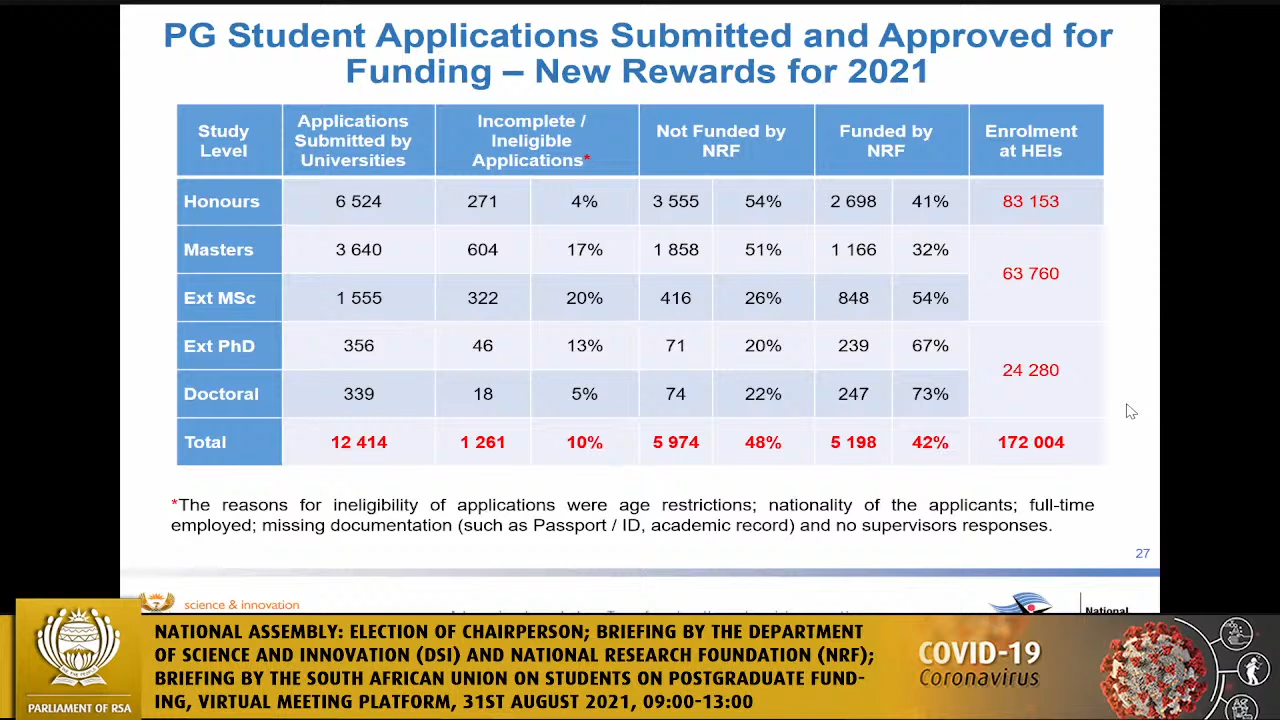 PG Student Applications Submitted and Approved for
Funding – New Rewards for 2021
Study Level | Applications Submitted by Universities | Incomplete / Ineligible Applications* | Not Funded by NRF | Funded by NRF | Enrolment at HEIs
Honours 6 524 271 4% 3 555 54% 2 698 41% 83 153
Masters 3 640 604 17% 1 858 51% 1 166 32%
63 760
Ext MSc 1 555 322 20% 416 26% 848 54%
Ext PhD 356 46 13% 71 20% 239 67%
24 280
Doctoral 339 18 5% 74 22% 247 73%
Total 12 414 1 261 10% 5 974 48% 5 198 42% 172 004
*The reasons for ineligibility of applications were age restrictions; nationality of the applicants; full-time
employed; missing documentation (such as Passport / ID, academic record) and no supervisors responses.
27
science & innovation
National
NATIONAL ASSEMBLY: ELECTION OF CHAIRPERSON; BRIEFING BY THE DEPARTMENT
OF SCIENCE AND INNOVATION (DSI) AND NATIONAL RESEARCH FOUNDATION (NRF);
BRIEFING BY THE SOUTH AFRICAN UNION ON STUDENTS ON POSTGRADUATE FUND-
ING, VIRTUAL MEETING PLATFORM, 31ST AUGUST 2021, 09:00-13:00
PARLIAMENT OF RSA
COVID-19
Coronavirus